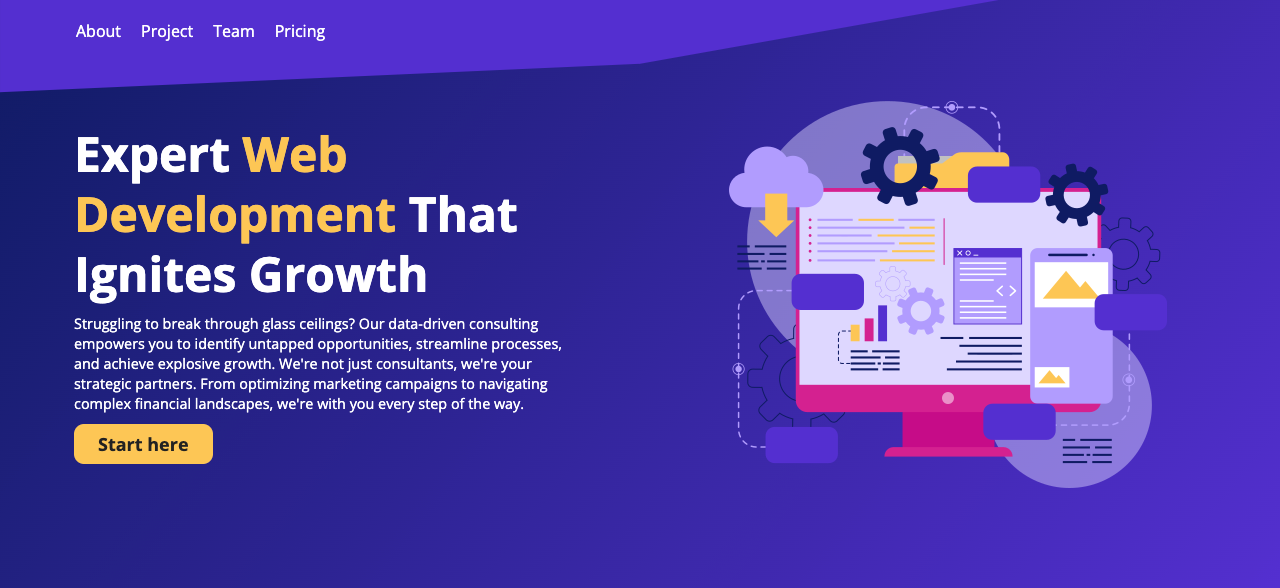 About Project Team Pricing
Expert Web
Development That
Ignites Growth
Struggling to break through glass ceilings? Our data-driven consulting
empowers you to identify untapped opportunities, streamline processes,
and achieve explosive growth. We're not just consultants, we're your
strategic partners. From optimizing marketing campaigns to navigating
complex financial landscapes, we're with you every step of the way.
Start here